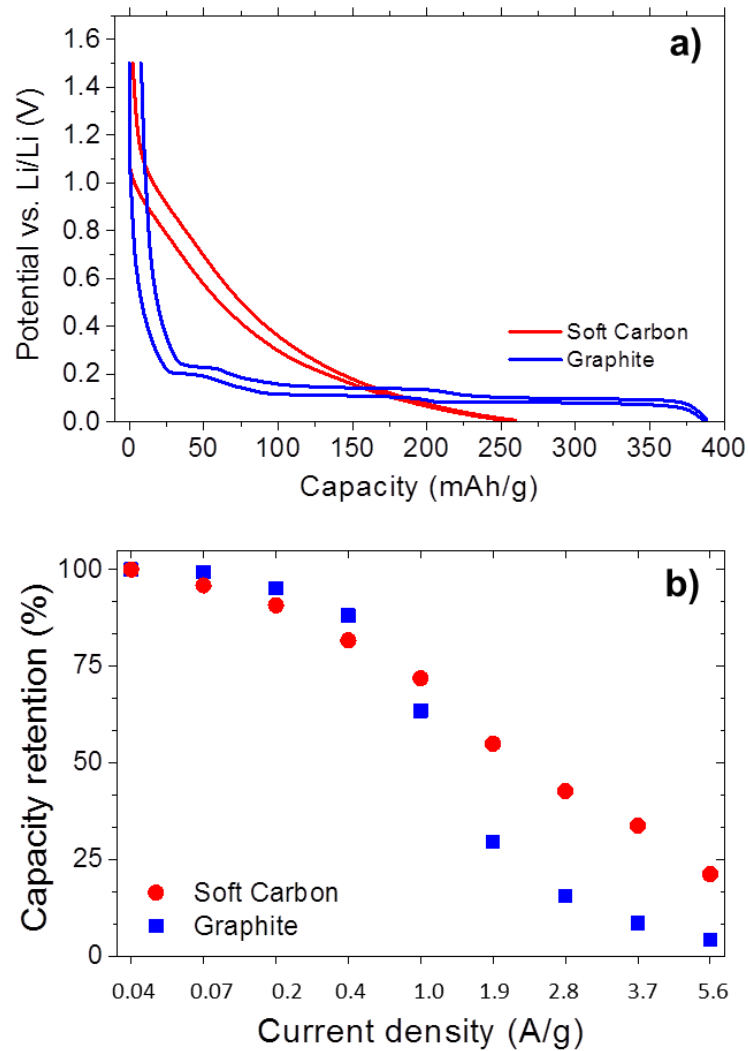 a)
1.6
1.4
1.2
1.0
0.8
0.6
0.4
0.2
0.0
Potential vs. Li/Li (V)
Soft Carbon
Graphite
0 50 100 150 200 250 300 350 400
Capacity (mAh/g)
b)
100
75
50
25
0
Capacity retention (%)
Soft Carbon
Graphite
0.04 0.07 0.2 0.4 1.0 1.9 2.8 3.7 5.6
Current density (A/g)